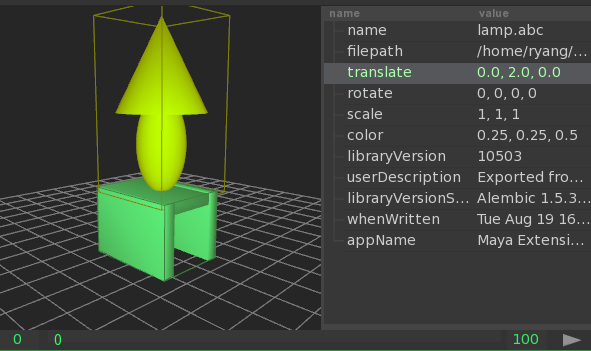 name value
name lamp.abc
filepath /home/ryang/...
translate 0.0, 2.0, 0.0
rotate 0, 0, 0, 0
scale 1, 1, 1
color 0.25, 0.25, 0.5
libraryVersion 10503
userDescription Exported fro...
libraryVersionS... Alembic 1.5.3...
whenWritten Tue Aug 19 16...
appName Maya Extensi...
0 0 100